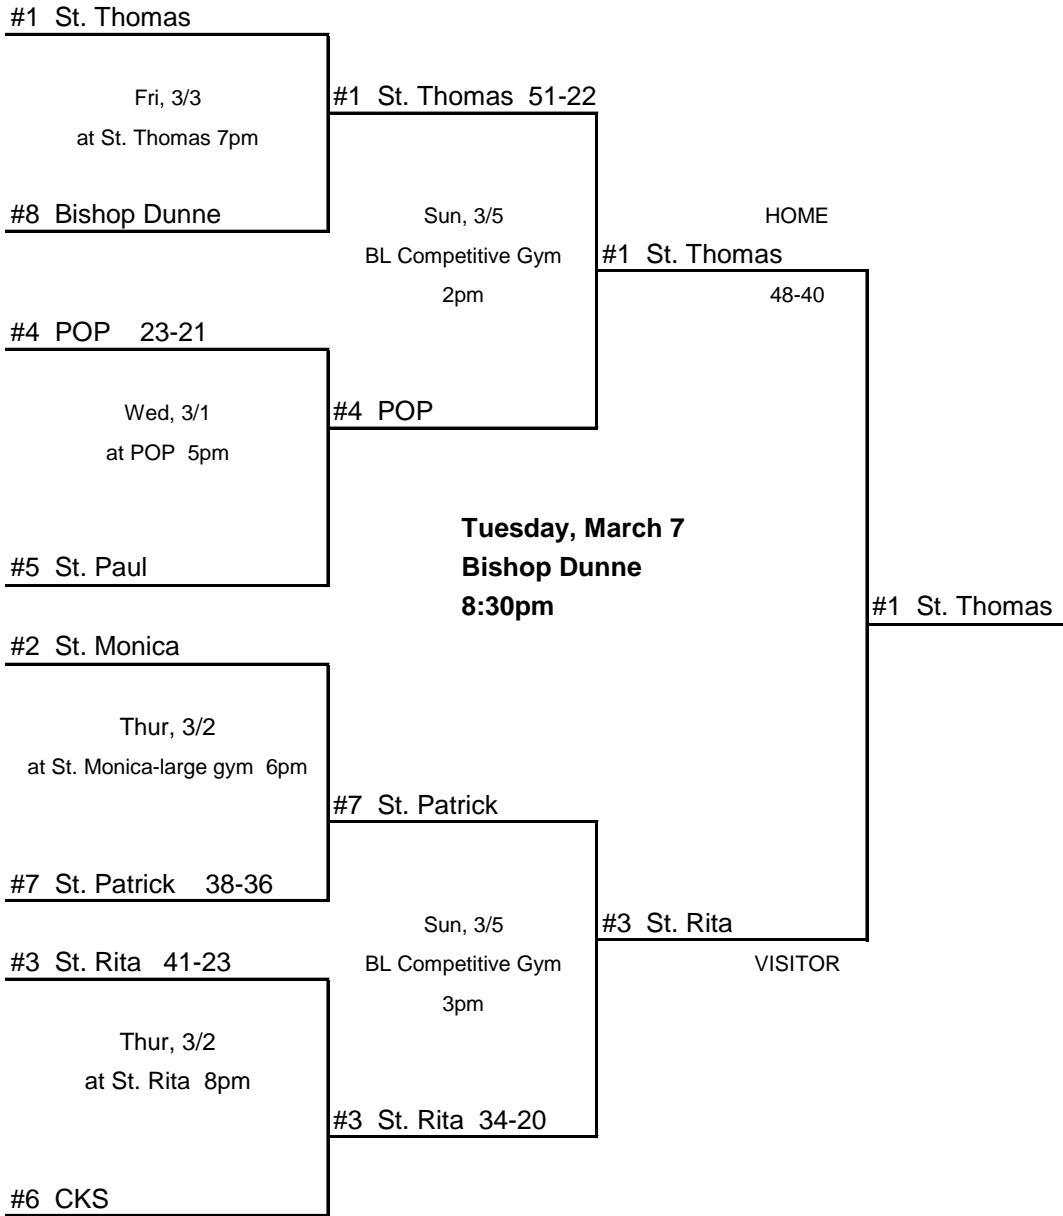 #1 St. Thomas
Fri, 3/3
at St. Thomas 7pm
#1 St. Thomas 51-22
#8 Bishop Dunne
Sun, 3/5
BL Competitive Gym
2pm
HOME
#1 St. Thomas
48-40
#4 POP 23-21
Wed, 3/1
at POP 5pm
#4 POP
#5 St. Paul
Tuesday, March 7
Bishop Dunne
8:30pm
#1 St. Thomas
#2 St. Monica
Thur, 3/2
at St. Monica-large gym 6pm
#7 St. Patrick
#7 St. Patrick 38-36
Sun, 3/5
BL Competitive Gym
3pm
#3 St. Rita
VISITOR
#3 St. Rita 41-23
Thur, 3/2
at St. Rita 8pm
#3 St. Rita 34-20
#6 CKS